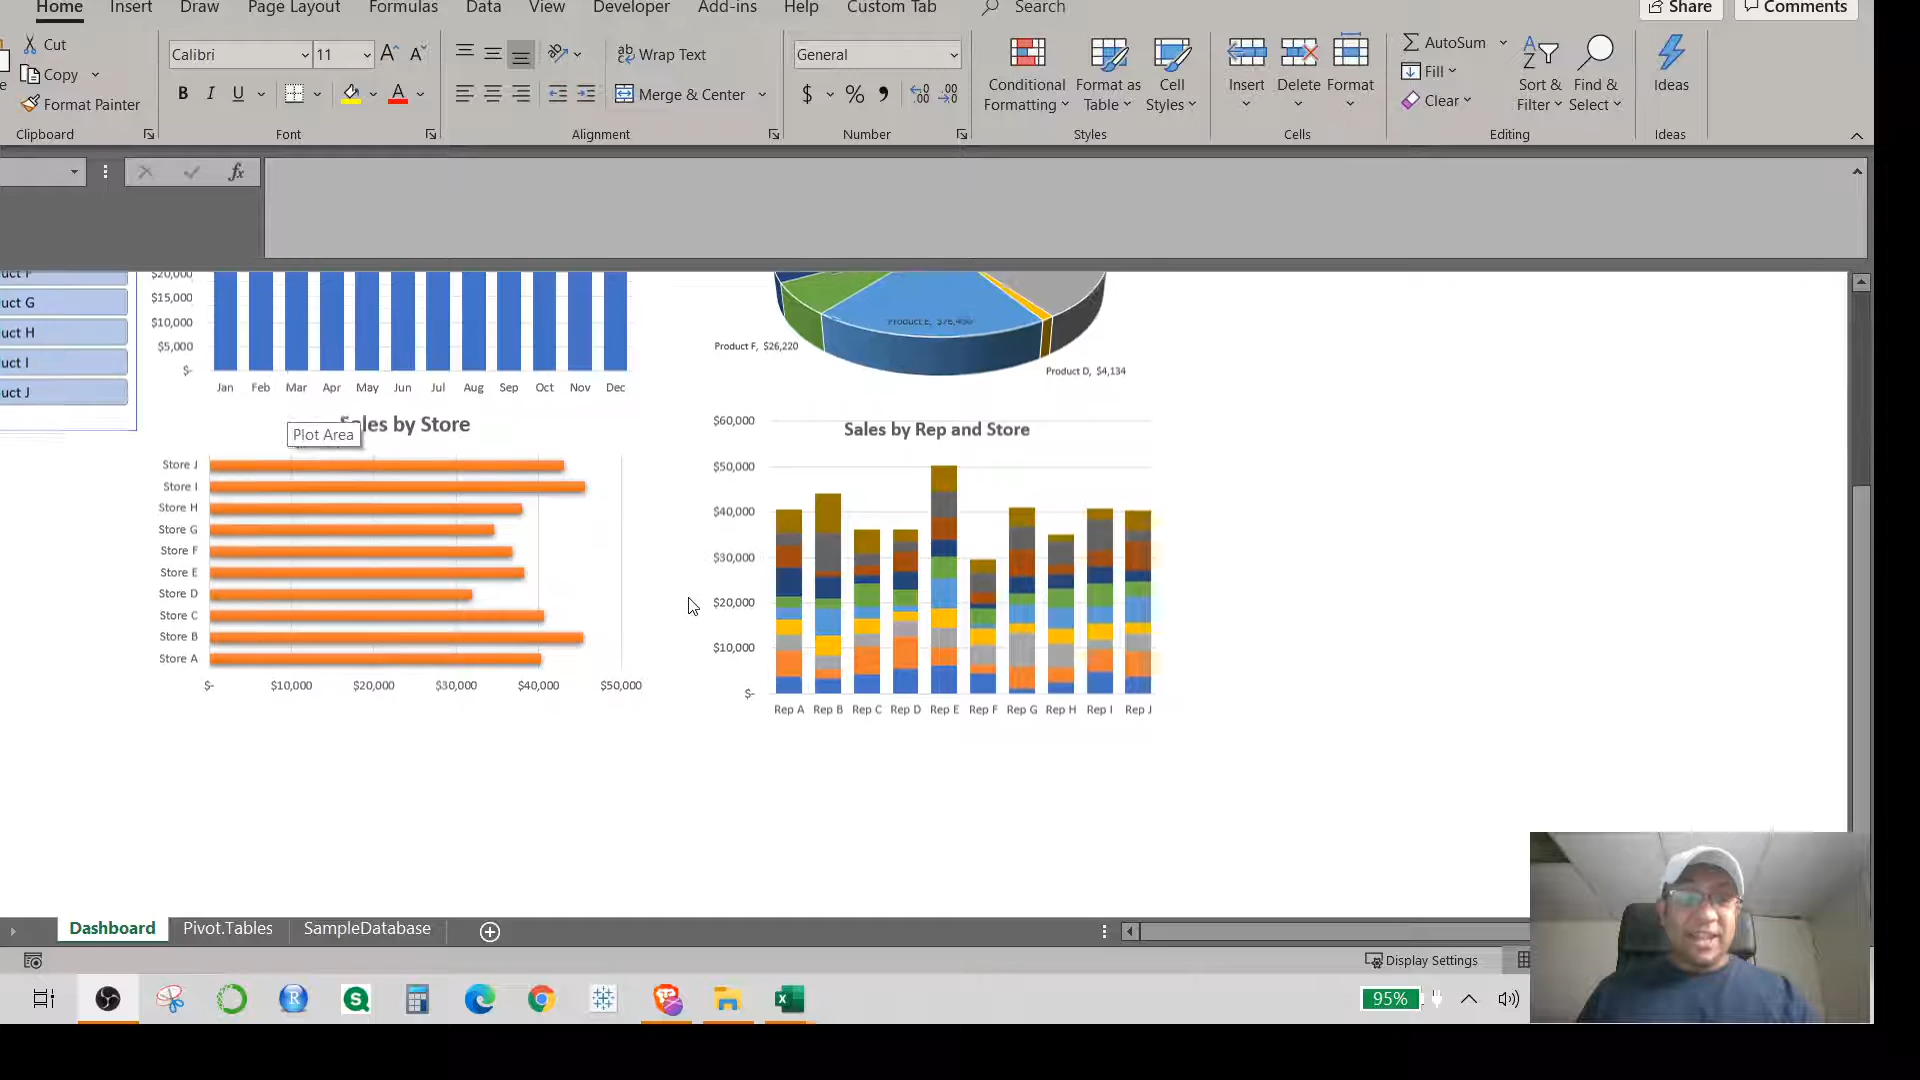 Home Insert Draw Page Layout Formulas Data View Developer Add-ins Help Custom Tab Search Share Comments
Cut
Copy
Format Painter
Clipboard
Calibri 11
B I U
Font
Wrap Text
Merge & Center
Alignment
General
$ % ,
Number
Conditional Formatting
Format as Table
Cell Styles
Styles
Insert Delete Format
Cells
AutoSum
Fill
Clear
Sort & Filter
Find & Select
Editing
Ideas
Ideas
fx
uct F
uct G
uct H
uct I
uct J
$20,000
$15,000
$10,000
$5,000
$-
Jan Feb Mar Apr May Jun Jul Aug Sep Oct Nov Dec
Product E, $76,430
Product F, $26,220
Product D, $4,134
Sales by Store
Plot Area
Store J
Store I
Store H
Store G
Store F
Store E
Store D
Store C
Store B
Store A
$- $10,000 $20,000 $30,000 $40,000 $50,000
Sales by Rep and Store
$60,000
$50,000
$40,000
$30,000
$20,000
$10,000
$-
Rep A Rep B Rep C Rep D Rep E Rep F Rep G Rep H Rep I Rep J
Dashboard Pivot.Tables SampleDatabase
Display Settings
95%